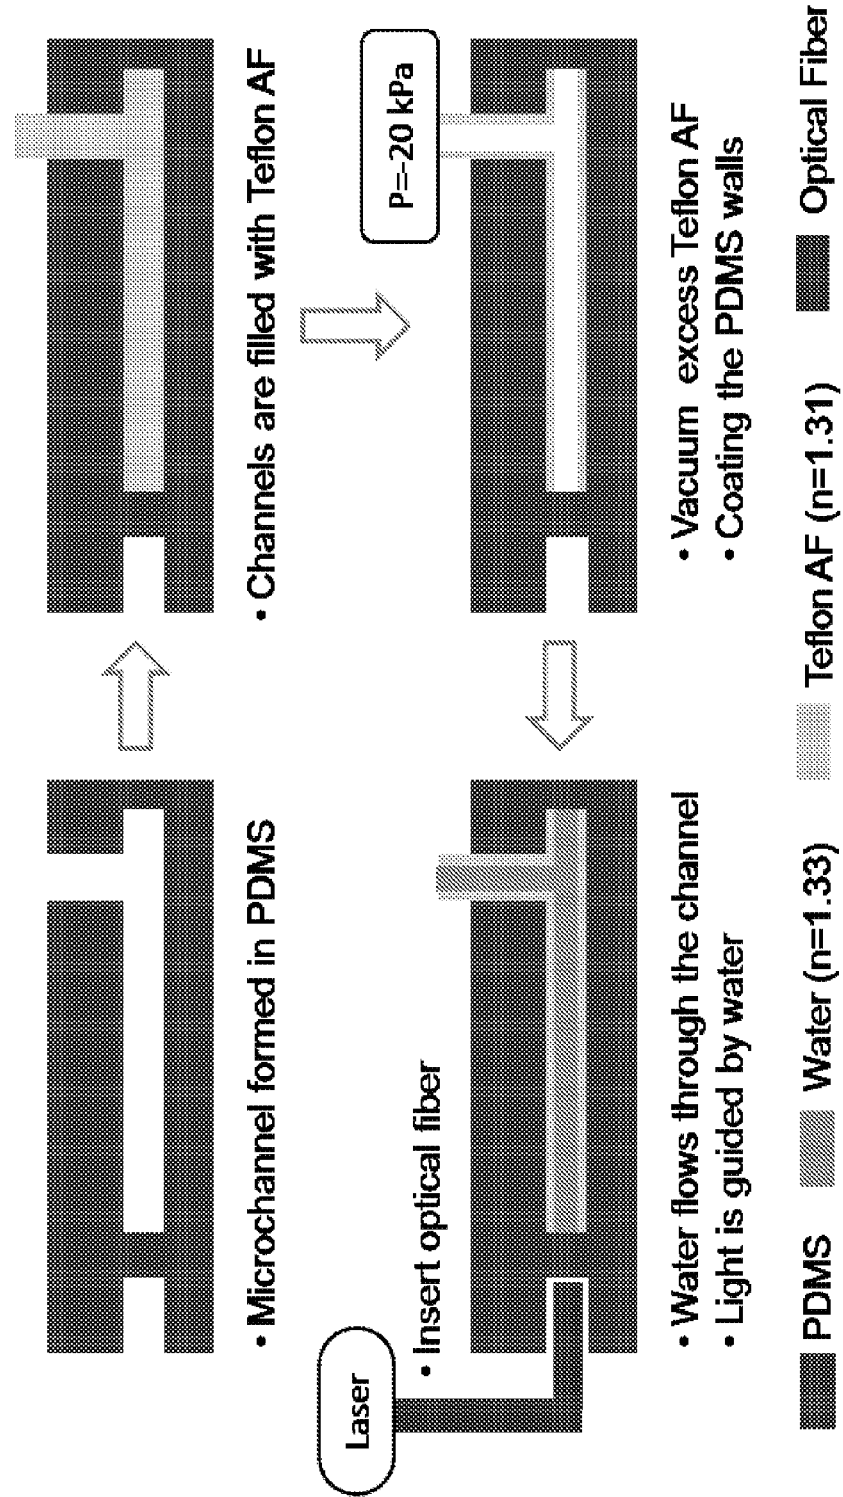 • Microchannel formed in PDMS
• Channels are filled with Teflon AF
• Insert optical fiber
Laser
P=-20 kPa
• Water flows through the channel
• Light is guided by water
• Vacuum excess Teflon AF
• Coating the PDMS walls
PDMS
Water (n=1.33)
Teflon AF (n=1.31)
Optical Fiber